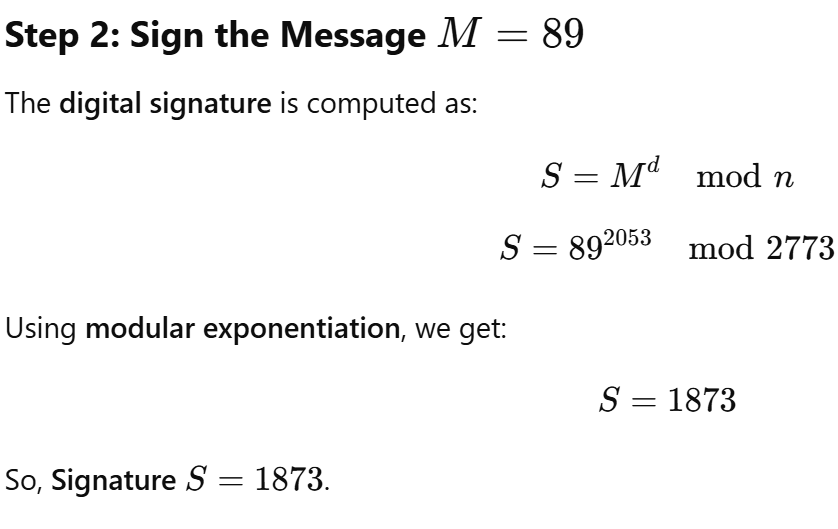 Step 2: Sign the Message M = 89
The digital signature is computed as:
S = M^d mod n
S = 89^2053 mod 2773
Using modular exponentiation, we get:
S = 1873
So, Signature S = 1873.